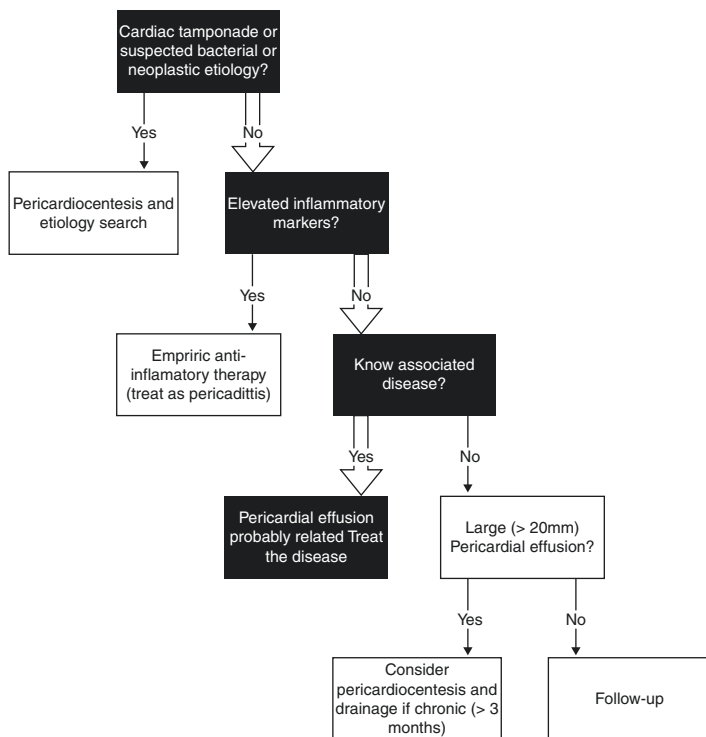 Cardiac tamponade or
suspected bacterial or
neoplastic etiology?
Yes
No
Pericardiocentesis and
etiology search
Elevated inflammatory
markers?
Yes
No
Empriric anti-
inflamatory therapy
(treat as pericadittis)
Know associated
disease?
Yes
No
Pericardial effusion
probably related Treat
the disease
Large (> 20mm)
Pericardial effusion?
Yes
No
Consider
pericardiocentesis and
drainage if chronic (> 3
months)
Follow-up